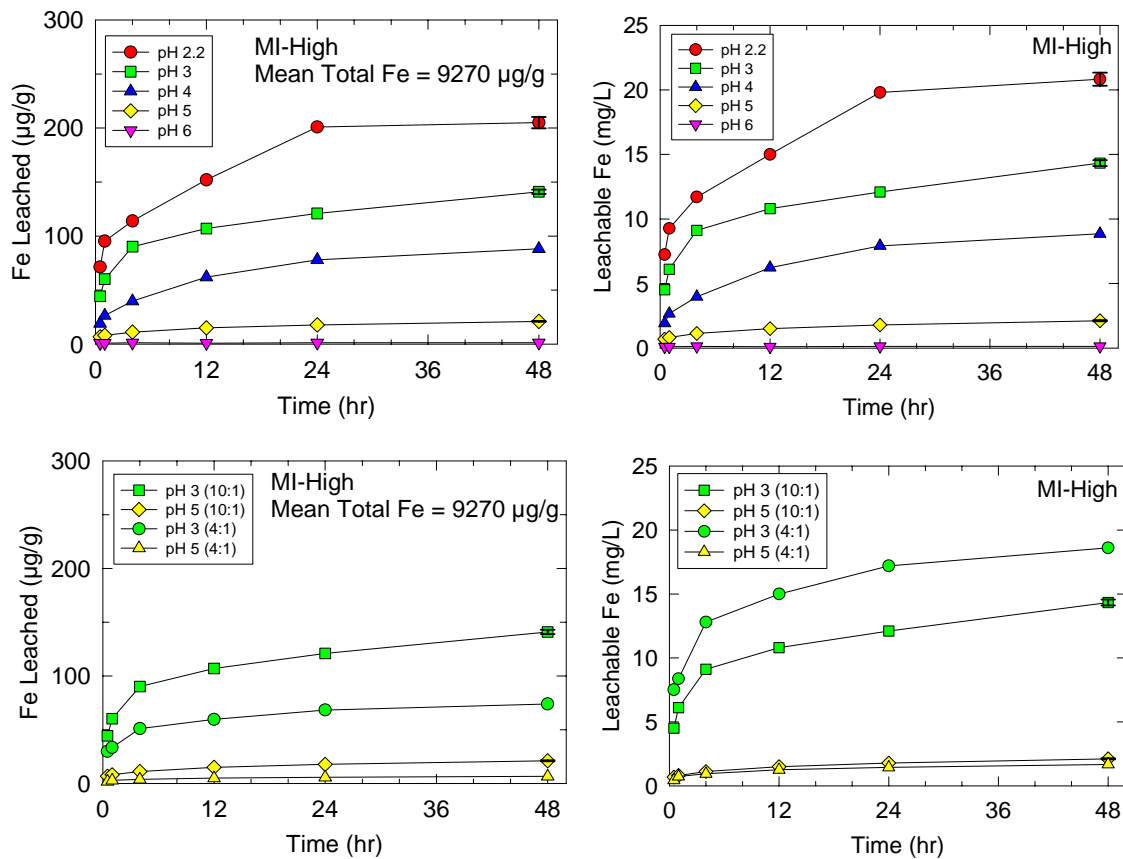 MI-High
Mean Total Fe = 9270 µg/g
pH 2.2
pH 3
pH 4
pH 5
pH 6
300
200
100
0
Fe Leached (µg/g)
0 12 24 36 48
Time (hr)
MI-High
pH 2.2
pH 3
pH 4
pH 5
pH 6
25
20
15
10
5
0
Leachable Fe (mg/L)
0 12 24 36 48
Time (hr)
MI-High
Mean Total Fe = 9270 µg/g
pH 3 (10:1)
pH 5 (10:1)
pH 3 (4:1)
pH 5 (4:1)
300
200
100
0
Fe Leached (µg/g)
0 12 24 36 48
Time (hr)
MI-High
pH 3 (10:1)
pH 5 (10:1)
pH 3 (4:1)
pH 5 (4:1)
25
20
15
10
5
0
Leachable Fe (mg/L)
0 12 24 36 48
Time (hr)